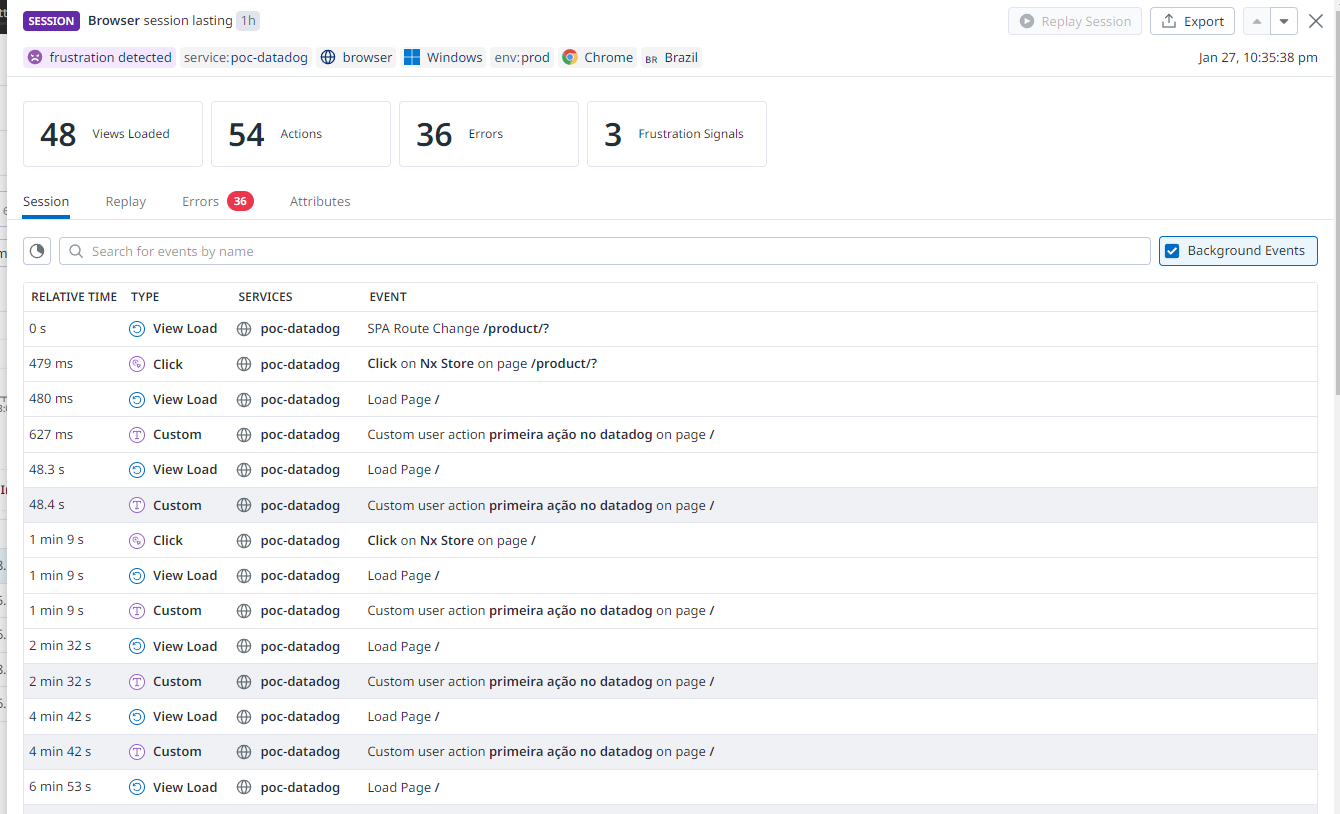 SESSION Browser session lasting 1h Replay Session Export
frustration detected service:poc-datadog browser Windows env:prod Chrome BR Brazil Jan 27, 10:35:38 pm
48 Views Loaded 54 Actions 36 Errors 3 Frustration Signals
Session Replay Errors 36 Attributes
Search for events by name Background Events
RELATIVE TIME TYPE SERVICES EVENT
0 s View Load poc-datadog SPA Route Change /product/?
479 ms Click poc-datadog Click on Nx Store on page /product/?
480 ms View Load poc-datadog Load Page /
627 ms Custom poc-datadog Custom user action primeira ação no datadog on page /
48.3 s View Load poc-datadog Load Page /
48.4 s Custom poc-datadog Custom user action primeira ação no datadog on page /
1 min 9 s Click poc-datadog Click on Nx Store on page /
1 min 9 s View Load poc-datadog Load Page /
1 min 9 s Custom poc-datadog Custom user action primeira ação no datadog on page /
2 min 32 s View Load poc-datadog Load Page /
2 min 32 s Custom poc-datadog Custom user action primeira ação no datadog on page /
4 min 42 s View Load poc-datadog Load Page /
4 min 42 s Custom poc-datadog Custom user action primeira ação no datadog on page /
6 min 53 s View Load poc-datadog Load Page /